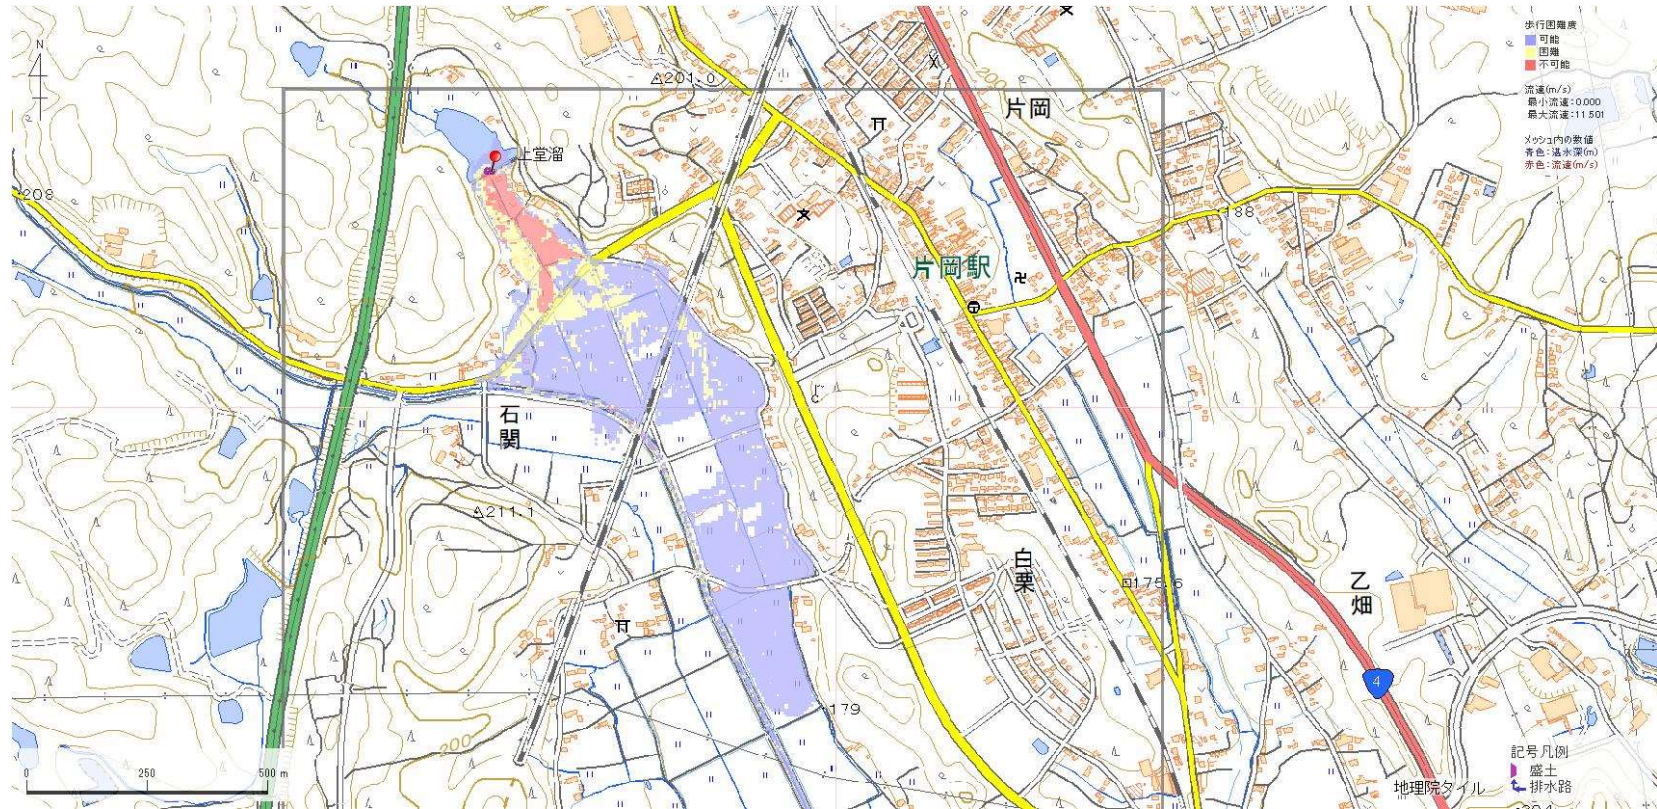 N
201.0
片岡
歩行困難度
可能
困難
不可能
流速(m/s)
最小流速:0.000
最大流速:11.501
メッシュ内の数値
青色:湛水深(m)
赤色:流速(m/s)
200
上堂溜
208
188
片岡駅
石関
211.1
白栗
175.6
乙畑
4
179
200
0 250 500 m
地理院タイル
記号凡例
盛土
排水路